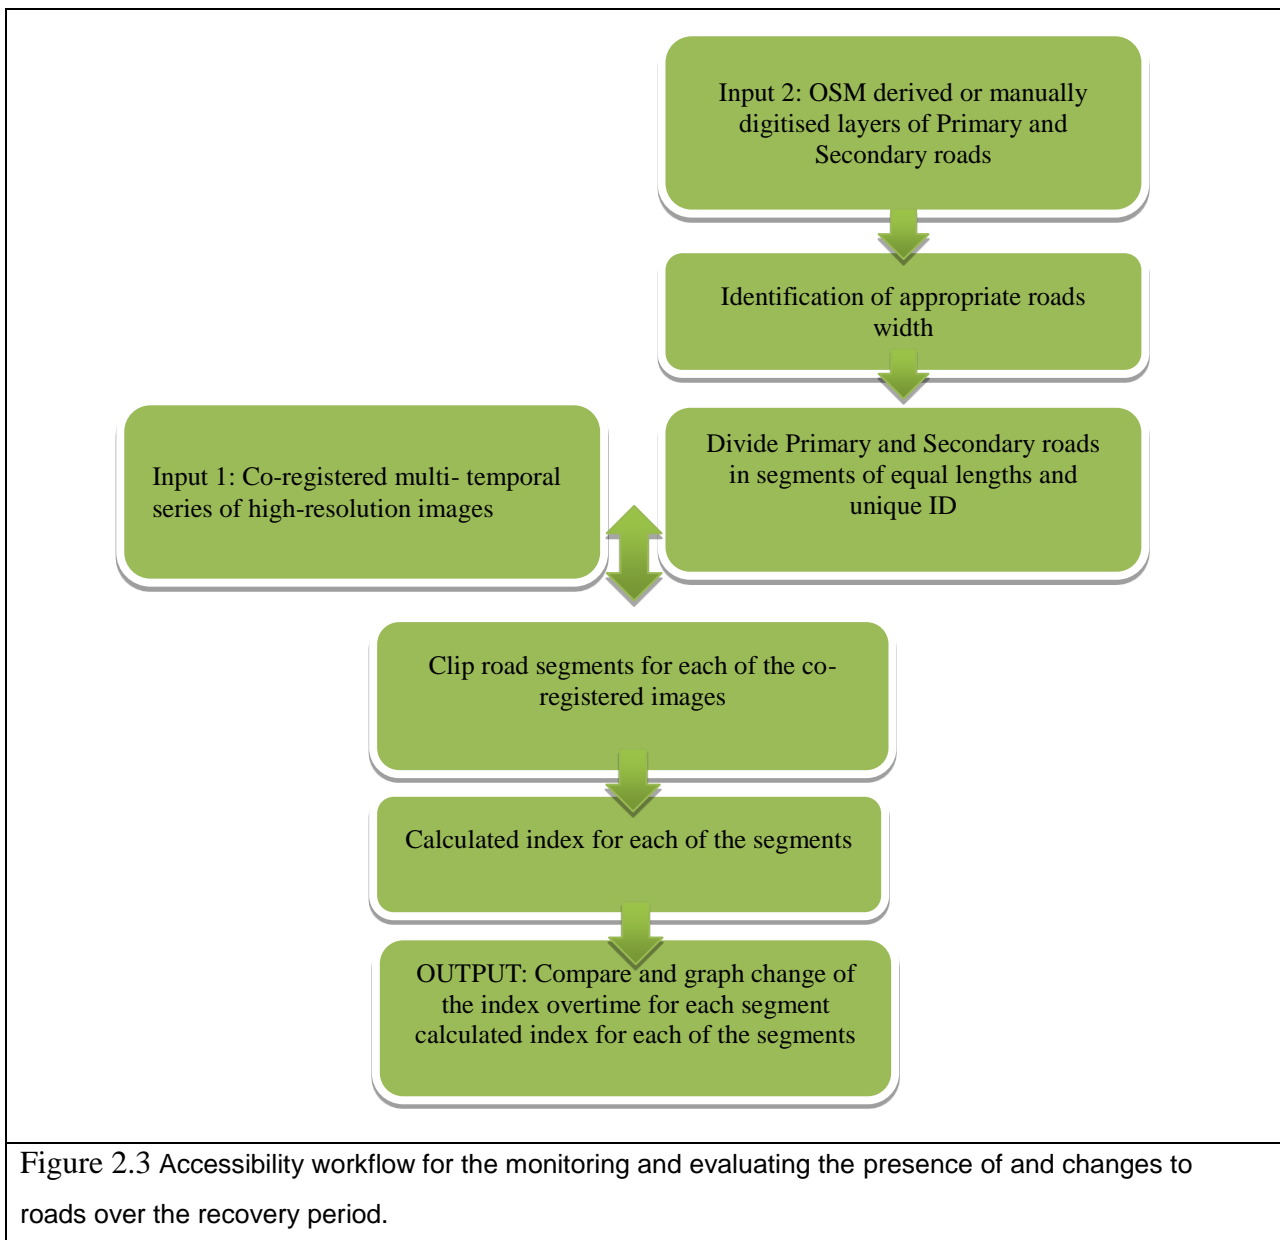 Input 2: OSM derived or manually
digitised layers of Primary and
Secondary roads
Identification of appropriate roads
width
Divide Primary and Secondary roads
in segments of equal lengths and
unique ID
Input 1: Co-registered multi- temporal
series of high-resolution images
Clip road segments for each of the co-
registered images
Calculated index for each of the segments
OUTPUT: Compare and graph change of
the index overtime for each segment
calculated index for each of the segments
Figure 2.3 Accessibility workflow for the monitoring and evaluating the presence of and changes to
roads over the recovery period.